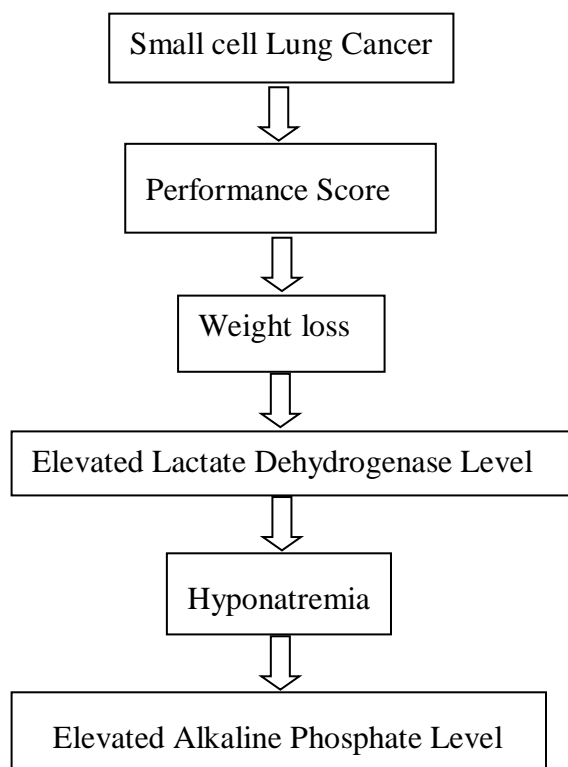 Small cell Lung Cancer
Performance Score
Weight loss
Elevated Lactate Dehydrogenase Level
Hyponatremia
Elevated Alkaline Phosphate Level